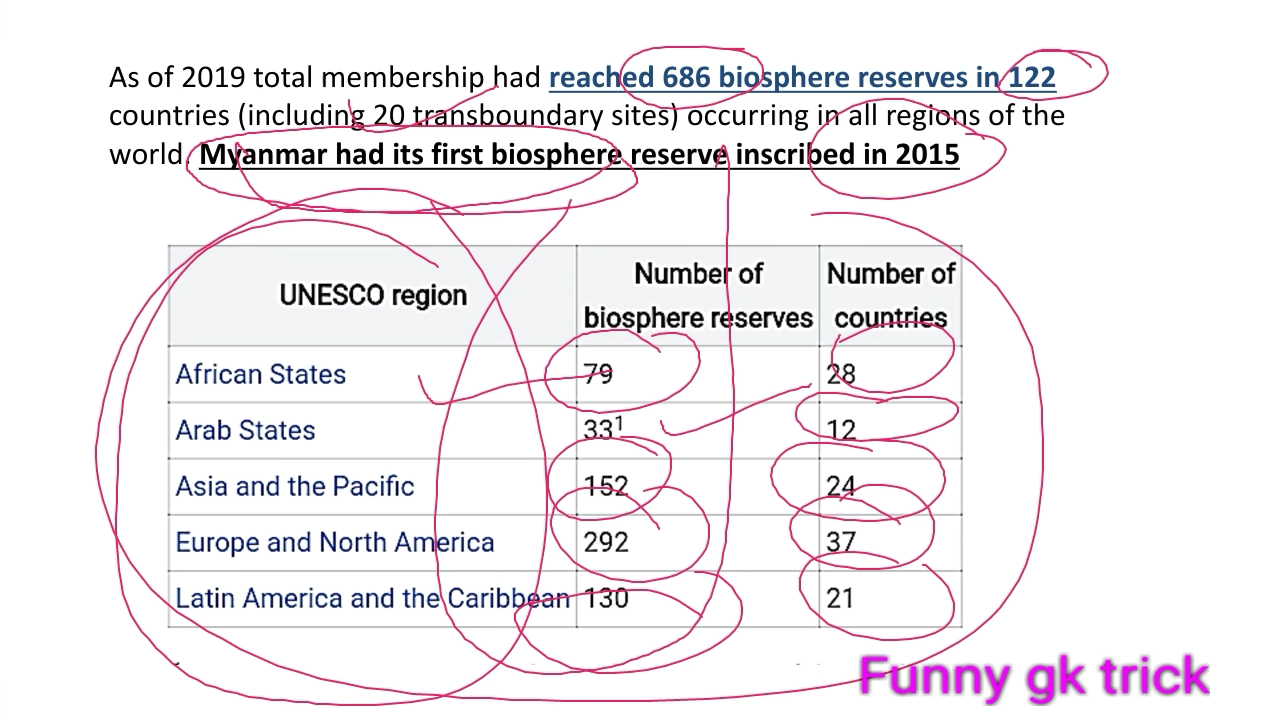 As of 2019 total membership had reached 686 biosphere reserves in 122
countries (including 20 transboundary sites) occurring in all regions of the
world. Myanmar had its first biosphere reserve inscribed in 2015
UNESCO region Number of biosphere reserves Number of countries
African States 79 28
Arab States 33¹ 12
Asia and the Pacific 152 24
Europe and North America 292 37
Latin America and the Caribbean 130 21
Funny gk trick